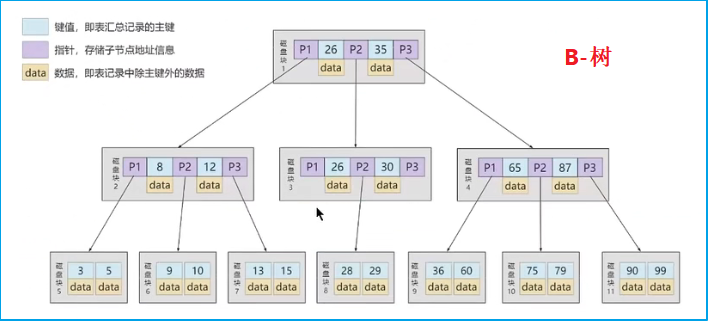 键值，即表汇总记录的主键
指针，存储子节点地址信息
data 数据，即表记录中除主键外的数据
B-树
磁盘块1 P1 26 P2 35 P3
data data
磁盘块2 P1 8 P2 12 P3
data data
磁盘块3 P1 26 P2 30 P3
data data
磁盘块4 P1 65 P2 87 P3
data data
磁盘块5 3 5
data data
磁盘块6 9 10
data data
磁盘块7 13 15
data data
磁盘块8 28 29
data data
磁盘块9 36 60
data data
磁盘块10 75 79
data data
磁盘块11 90 99
data data